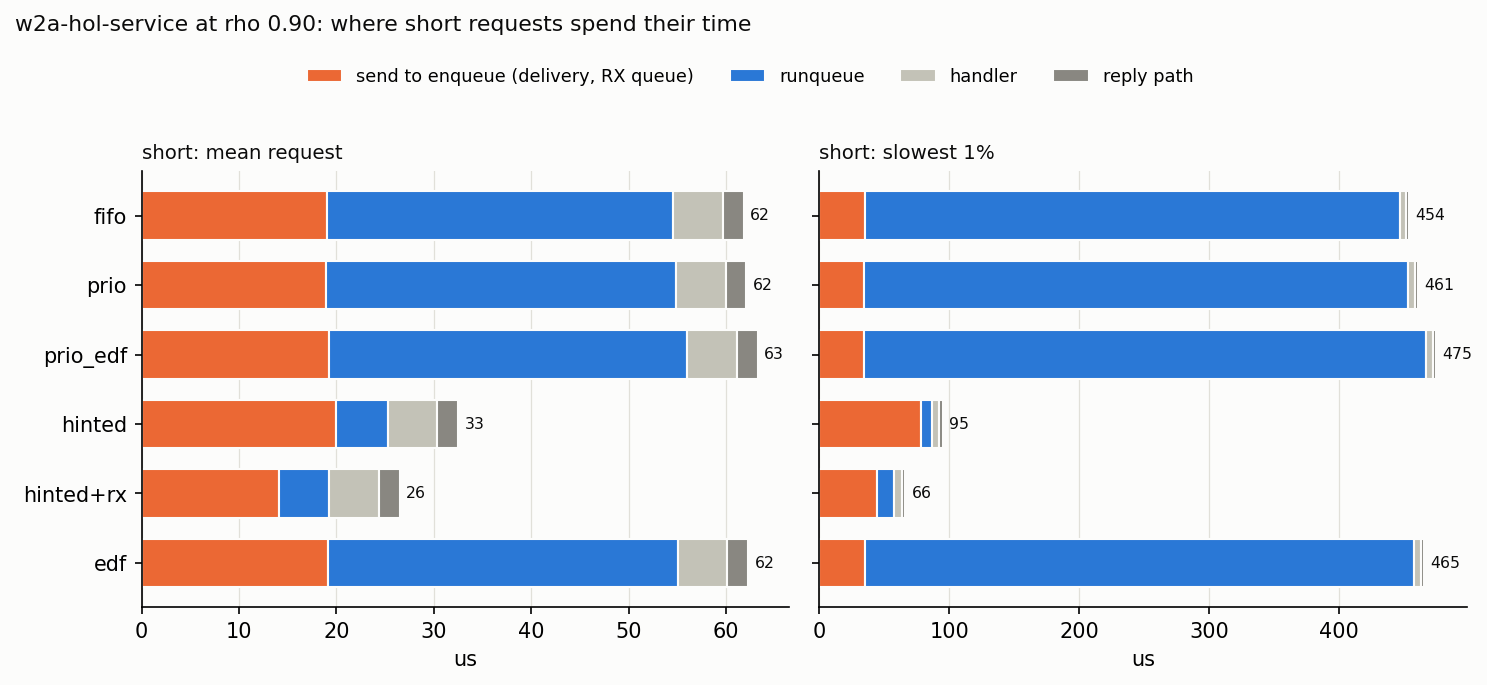 w2a-hol-service at rho 0.90: where short requests spend their time
send to enqueue (delivery, RX queue) runqueue handler reply path
short: mean request
fifo 62
prio 62
prio_edf 63
hinted 33
hinted+rx 26
edf 62
0 10 20 30 40 50 60
us
short: slowest 1%
454
461
475
95
66
465
0 100 200 300 400
us